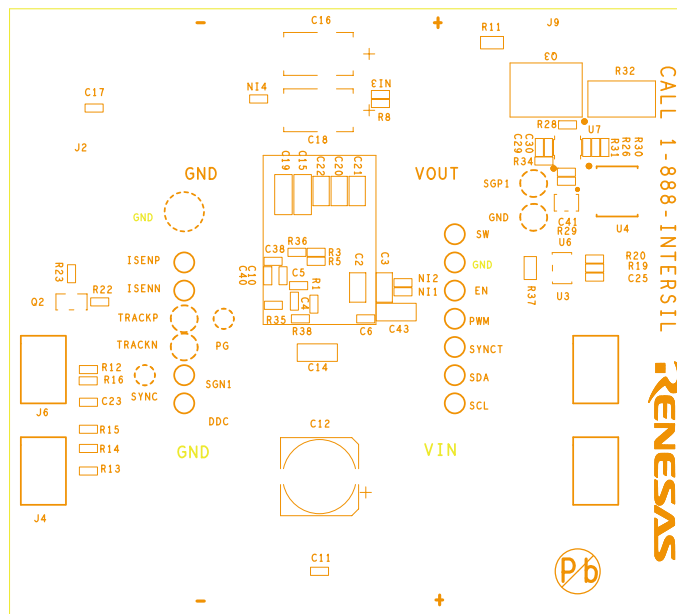 -
+
C16
J9
R11
Q3
R32
NI3
R8
C17
NI4
C18
J2
R28
U7
C30
C29
R34
R31
R26
R30
CALL 1-888-INTERSIL
GND
C19
C15
C22
C20
C21
VOUT
SGP1
GND
GND
C41
R29
U6
U4
SW
ISENP
R23
C38
R36
R3
R5
C40
C10
C5
R1
C2
C3
NI2
NI1
GND
R37
U3
R20
R19
C25
ISENN
EN
Q2
R22
TRACKP
PG
R35
C4
R38
C6
C43
PWM
TRACKN
C14
SYNCT
R12
R16
SYNC
SGN1
SDA
C23
SCL
J6
DDC
R15
R14
R13
GND
C12
VIN
J4
RENESAS
C11
Pb
-
+